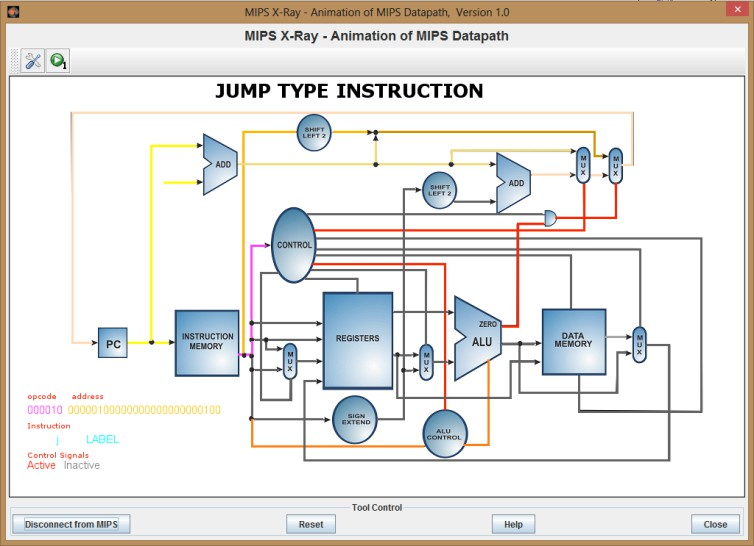 MIPS X-Ray - Animation of MIPS Datapath,  Version 1.0
MIPS X-Ray - Animation of MIPS Datapath
1
JUMP TYPE INSTRUCTION
SHIFT
LEFT 2
ADD
MUX
MUX
SHIFT
LEFT 2
ADD
CONTROL
PC
INSTRUCTION
MEMORY
MUX
REGISTERS
MUX
ZERO
ALU
DATA
MEMORY
MUX
SIGN
EXTEND
ALU
CONTROL
opcode address
000010 00000100000000000000000100
Instruction
j LABEL
Control Signals
Active Inactive
Tool Control
Disconnect from MIPS
Reset
Help
Close